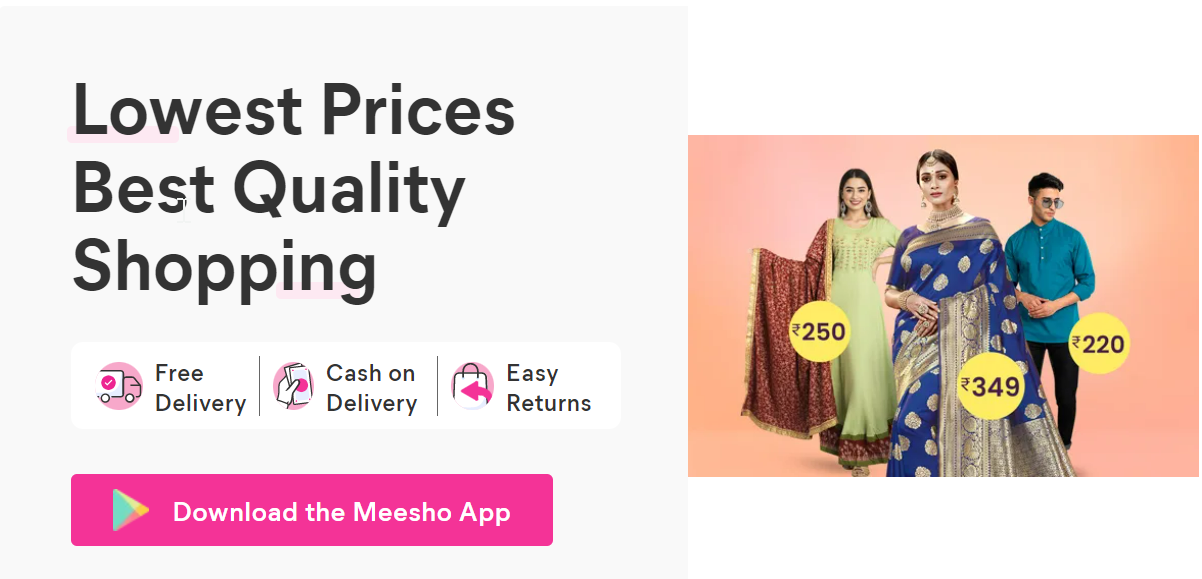 Lowest Prices
Best Quality
Shopping
Free
Delivery
Cash on
Delivery
Easy
Returns
Download the Meesho App
₹250
₹349
₹220